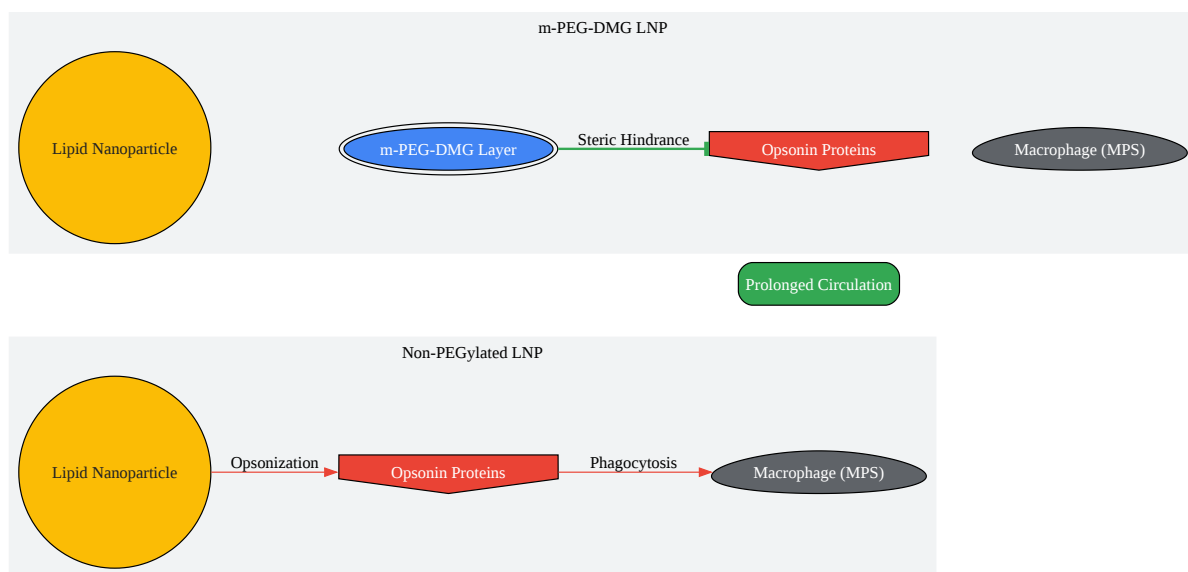 m-PEG-DMG LNP
Lipid Nanoparticle
m-PEG-DMG Layer
Steric Hindrance
Opsonin Proteins
Macrophage (MPS)
Prolonged Circulation
Non-PEGylated LNP
Lipid Nanoparticle
Opsonization
Opsonin Proteins
Phagocytosis
Macrophage (MPS)